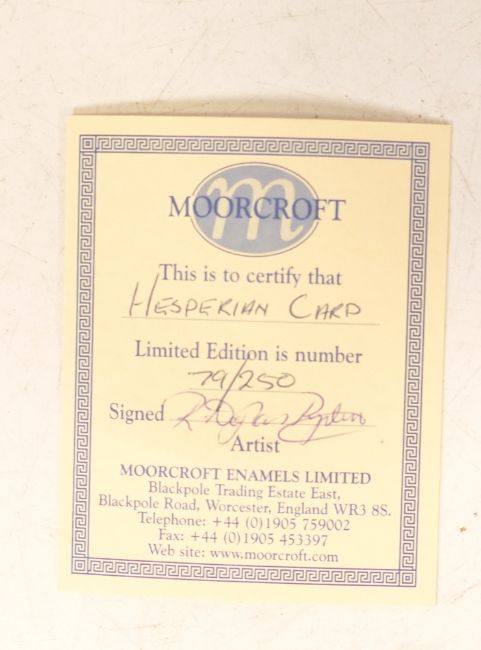 m
MOORCROFT
This is to certify that
HESPERIAN CARP
Limited Edition is number
79/250
Signed
Artist
MOORCROFT ENAMELS LIMITED
Blackpole Trading Estate East,
Blackpole Road, Worcester, England WR3 8S.
Telephone: +44 (0)1905 759002
Fax: +44 (0)1905 453397
Web site: www.moorcroft.com